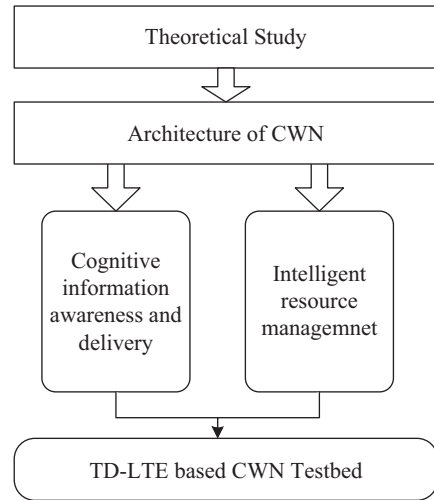 Theoretical Study
Architecture of CWN
Cognitive
information
awareness and
delivery
Intelligent
resource
managemnet
TD-LTE based CWN Testbed